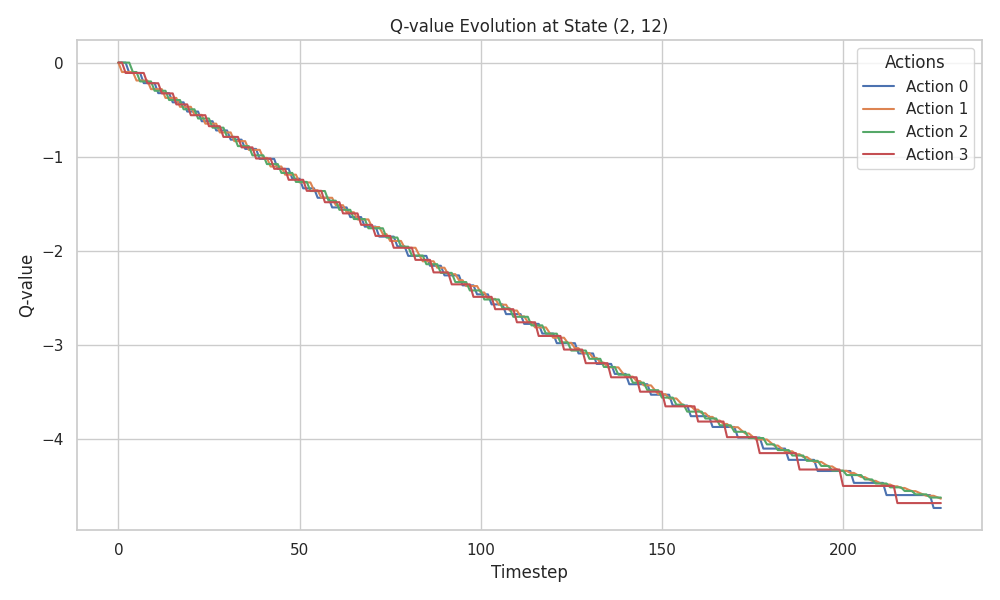 Q-value Evolution at State (2, 12)
Actions
Action 0
Action 1
Action 2
Action 3
Q-value
0
−1
−2
−3
−4
0
50
100
150
200
Timestep